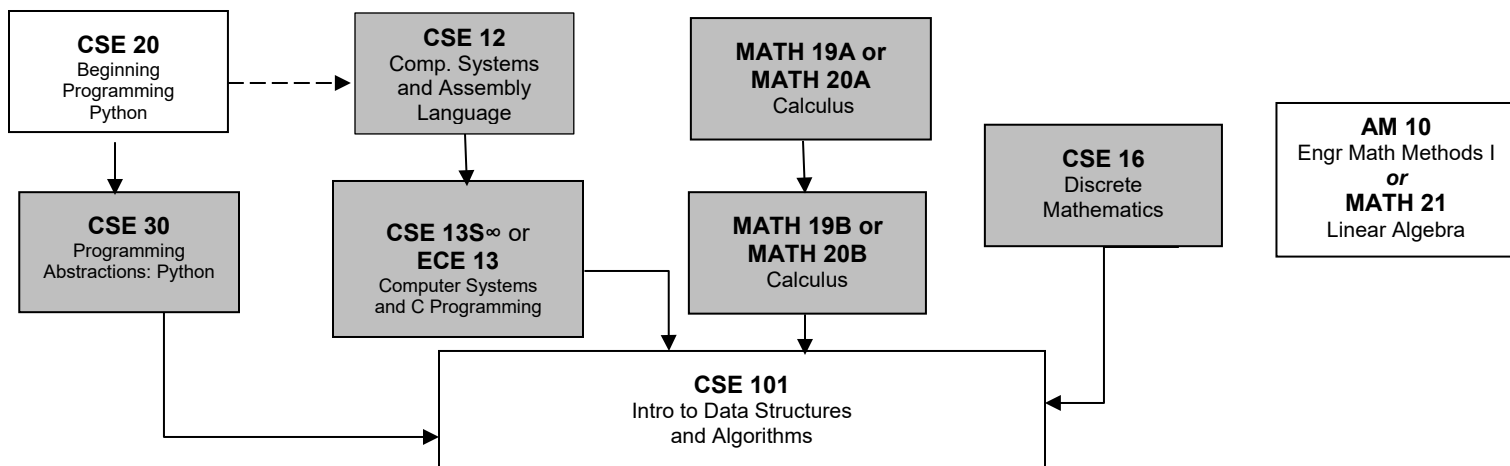 CSE 20
Beginning
Programming
Python
CSE 12
Comp. Systems
and Assembly
Language
MATH 19A or
MATH 20A
Calculus
CSE 16
Discrete
Mathematics
AM 10
Engr Math Methods I
or
MATH 21
Linear Algebra
CSE 30
Programming
Abstractions: Python
CSE 13S∞ or
ECE 13
Computer Systems
and C Programming
MATH 19B or
MATH 20B
Calculus
CSE 101
Intro to Data Structures
and Algorithms